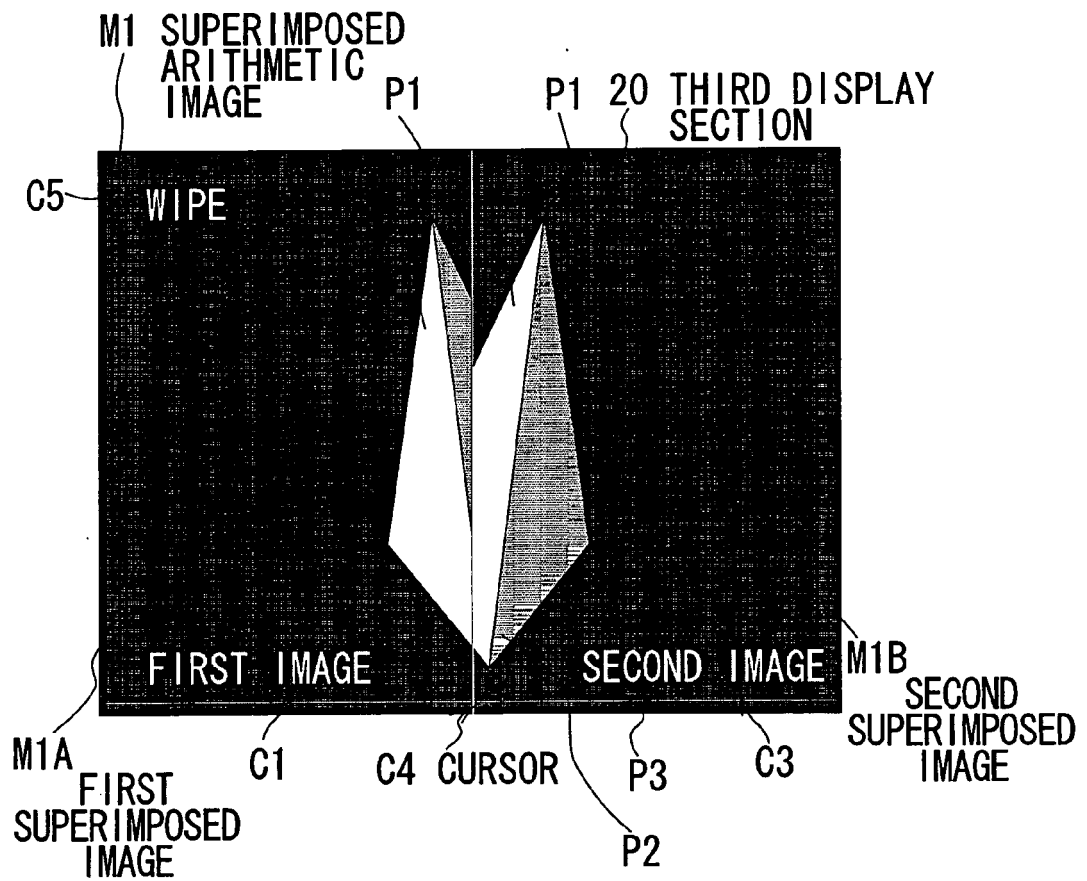 M1 SUPERIMPOSED
ARITHMETIC
IMAGE
P1
P1
20 THIRD DISPLAY
SECTION
C5
WIPE
FIRST IMAGE
SECOND IMAGE
M1B
SECOND
SUPERIMPOSED
IMAGE
M1A
FIRST
SUPERIMPOSED
IMAGE
C1
C4 CURSOR
P3
C3
P2